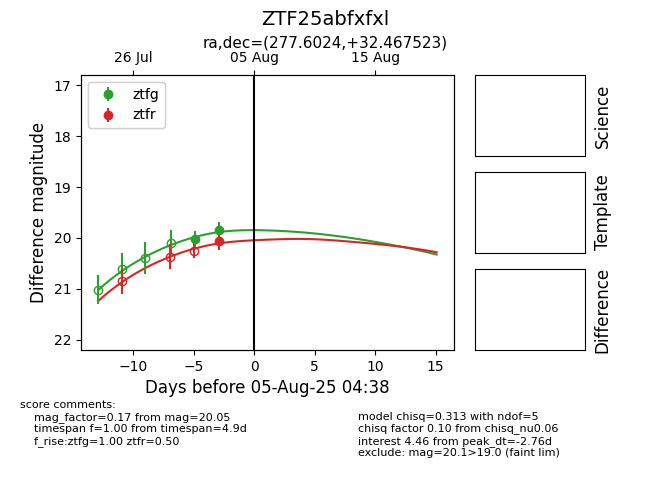 ZTF25abfxfxl
ra,dec=(277.6024,+32.467523)
26 Jul 05 Aug 15 Aug
17
18
19
20
21
22
Difference magnitude
ztfg
ztfr
−10 −5 0 5 10 15
Days before 05-Aug-25 04:38
Science
Template
Difference
score comments:
mag_factor=0.17 from mag=20.05
timespan f=1.00 from timespan=4.9d
f_rise:ztfg=1.00 ztfr=0.50
model chisq=0.313 with ndof=5
chisq factor 0.10 from chisq_nu0.06
interest 4.46 from peak_dt=-2.76d
exclude: mag=20.1>19.0 (faint lim)